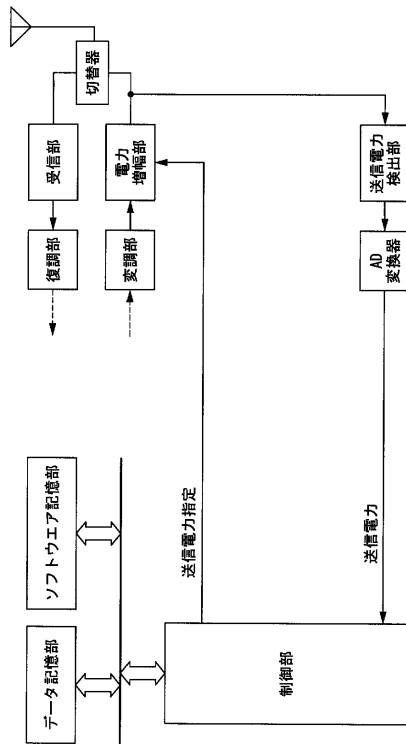 切替器
受信部
電力
増幅部
送信電力
検出部
復調部
変調部
AD
変換器
ソフトウエア記憶部
送信電力指定
送信電力
データ記憶部
制御部